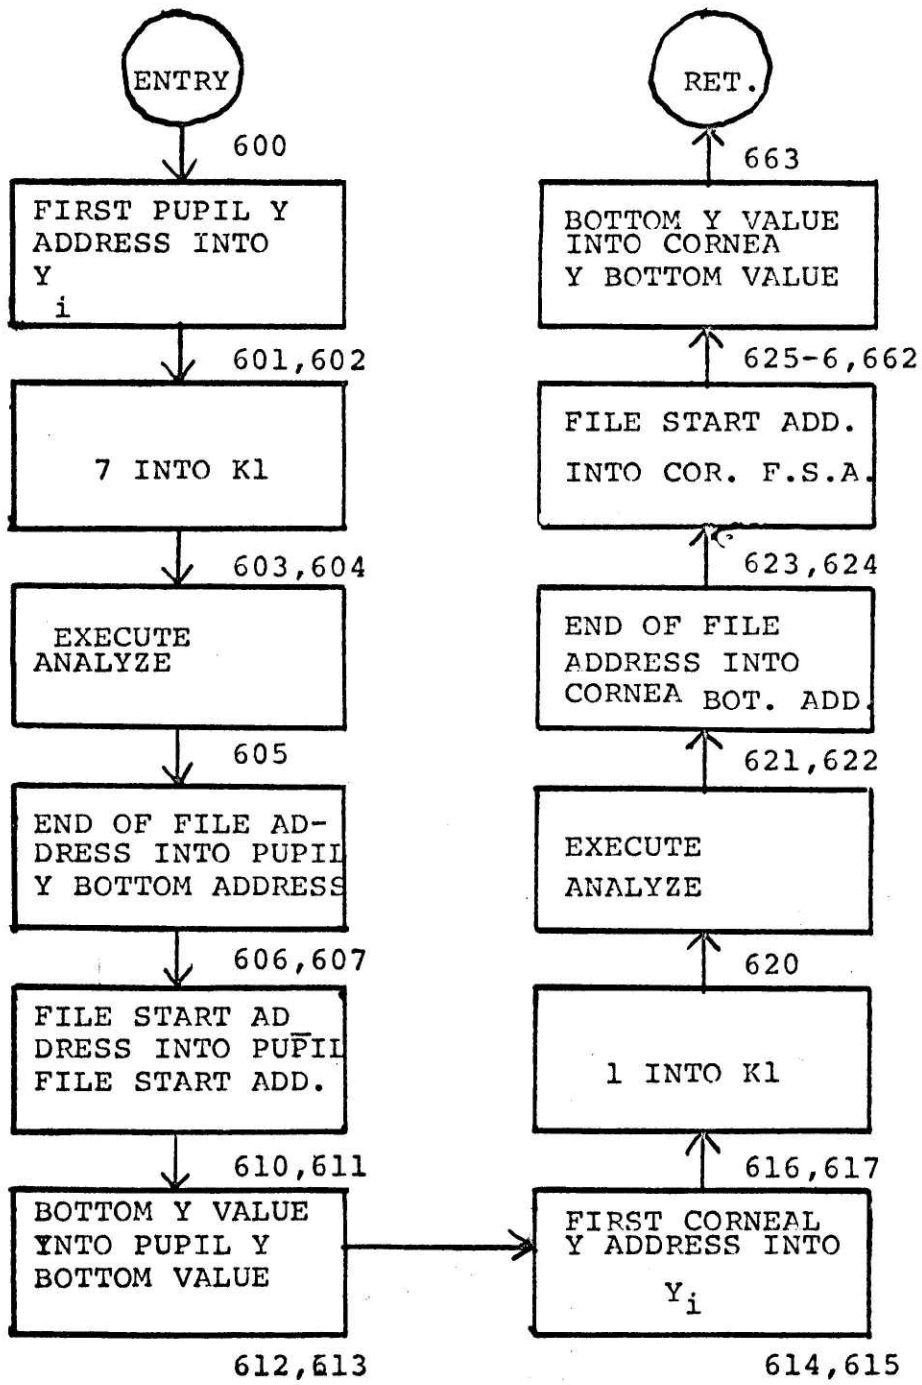 ENTRY
600
FIRST PUPIL Y
ADDRESS INTO
Y
i
601,602
7 INTO K1
603,604
EXECUTE
ANALYZE
605
END OF FILE AD-
DRESS INTO PUPIL
Y BOTTOM ADDRESS
606,607
FILE START AD
DRESS INTO PUPIL
FILE START ADD.
610,611
BOTTOM Y VALUE
INTO PUPIL Y
BOTTOM VALUE
612,613
FIRST CORNEAL
Y ADDRESS INTO
Yi
614,615
616,617
1 INTO K1
620
EXECUTE
ANALYZE
621,622
END OF FILE
ADDRESS INTO
CORNEA BOT. ADD.
623,624
FILE START ADD.
INTO COR. F.S.A.
625-6,662
BOTTOM Y VALUE
INTO CORNEA
Y BOTTOM VALUE
663
RET.